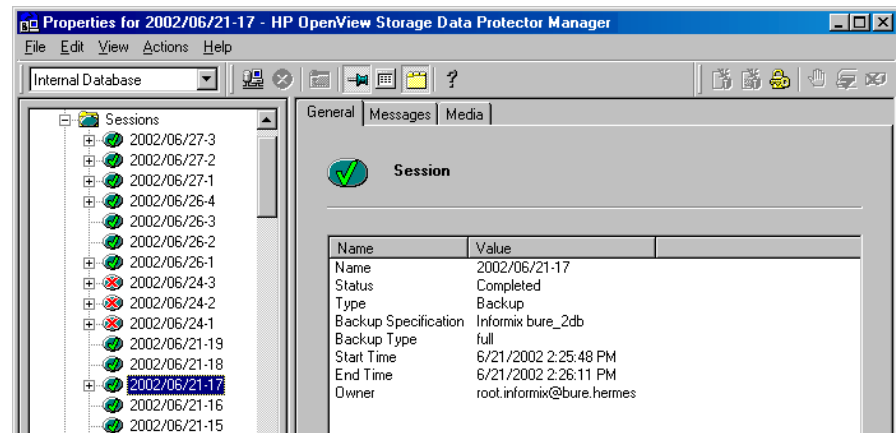 Properties for 2002/06/21-17 - HP OpenView Storage Data Protector Manager
File Edit View Actions Help
Internal Database
Sessions
2002/06/27-3
2002/06/27-2
2002/06/27-1
2002/06/26-4
2002/06/26-3
2002/06/26-2
2002/06/26-1
2002/06/24-3
2002/06/24-2
2002/06/24-1
2002/06/21-19
2002/06/21-18
2002/06/21-17
2002/06/21-16
2002/06/21-15
General Messages Media
Session
Name Value
Name 2002/06/21-17
Status Completed
Type Backup
Backup Specification Informix bure_2db
Backup Type full
Start Time 6/21/2002 2:25:48 PM
End Time 6/21/2002 2:26:11 PM
Owner root.informix@bure.hermes